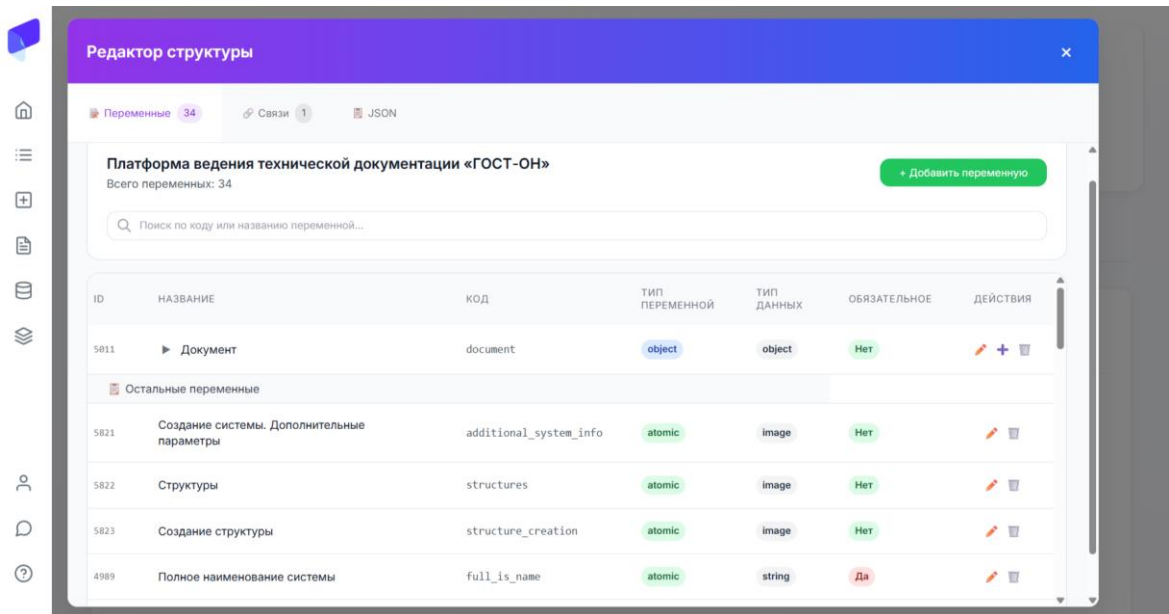 Редактор структуры
×
Переменные 34
Связи 1
JSON
Платформа ведения технической документации «ГОСТ-ОН»
Всего переменных: 34
+ Добавить переменную
Поиск по коду или названию переменной...
ID НАЗВАНИЕ КОД ТИП ПЕРЕМЕННОЙ ТИП ДАННЫХ ОБЯЗАТЕЛЬНОЕ ДЕЙСТВИЯ
5011 ▶ Документ document object object Нет
Остальные переменные
5821 Создание системы. Дополнительные параметры additional_system_info atomic image Нет
5822 Структуры structures atomic image Нет
5823 Создание структуры structure_creation atomic image Нет
4989 Полное наименование системы full_is_name atomic string Да